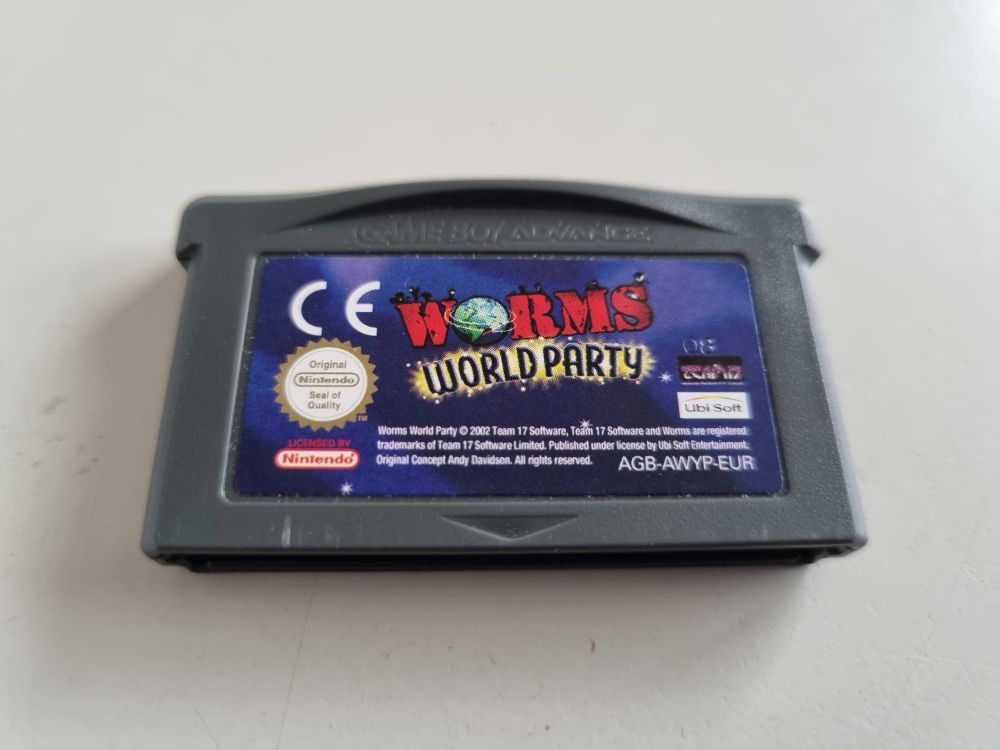 GAME BOY ADVANCE
CE
WORMS
WORLD PARTY
Original
Nintendo
Seal of
Quality
TM
LICENSED BY
Nintendo
TEAM17
Ubi Soft
Worms World Party © 2002 Team 17 Software, Team 17 Software and Worms are registered
trademarks of Team 17 Software Limited. Published under license by Ubi Soft Entertainment.
Original Concept Andy Davidson. All rights reserved.
AGB-AWYP-EUR